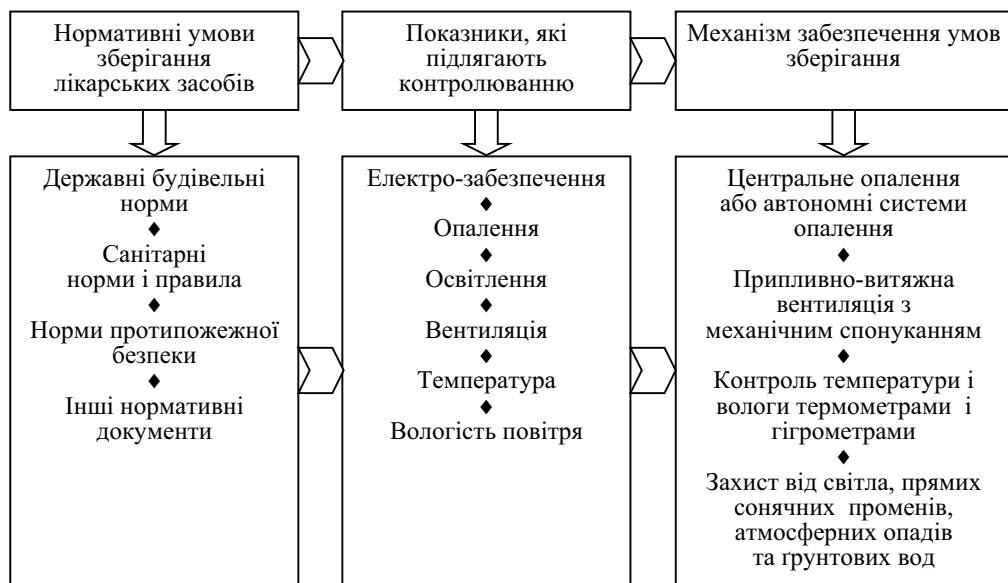 Нормативні умови
зберігання
лікарських засобів
Показники, які
підлягають
контролюванню
Механізм забезпечення умов
зберігання
Державні будівельні
норми
♦
Санітарні
норми і правила
♦
Норми протипожежної
безпеки
♦
Інші нормативні
документи
Електро-забезпечення
♦
Опалення
♦
Освітлення
♦
Вентиляція
♦
Температура
♦
Вологість повітря
Центральне опалення
або автономні системи
опалення
♦
Припливно-витяжна
вентиляція з
механічним спонуканням
♦
Контроль температури і
вологи термометрами і
гігрометрами
♦
Захист від світла, прямих
сонячних променів,
атмосферних опадів
та ґрунтових вод